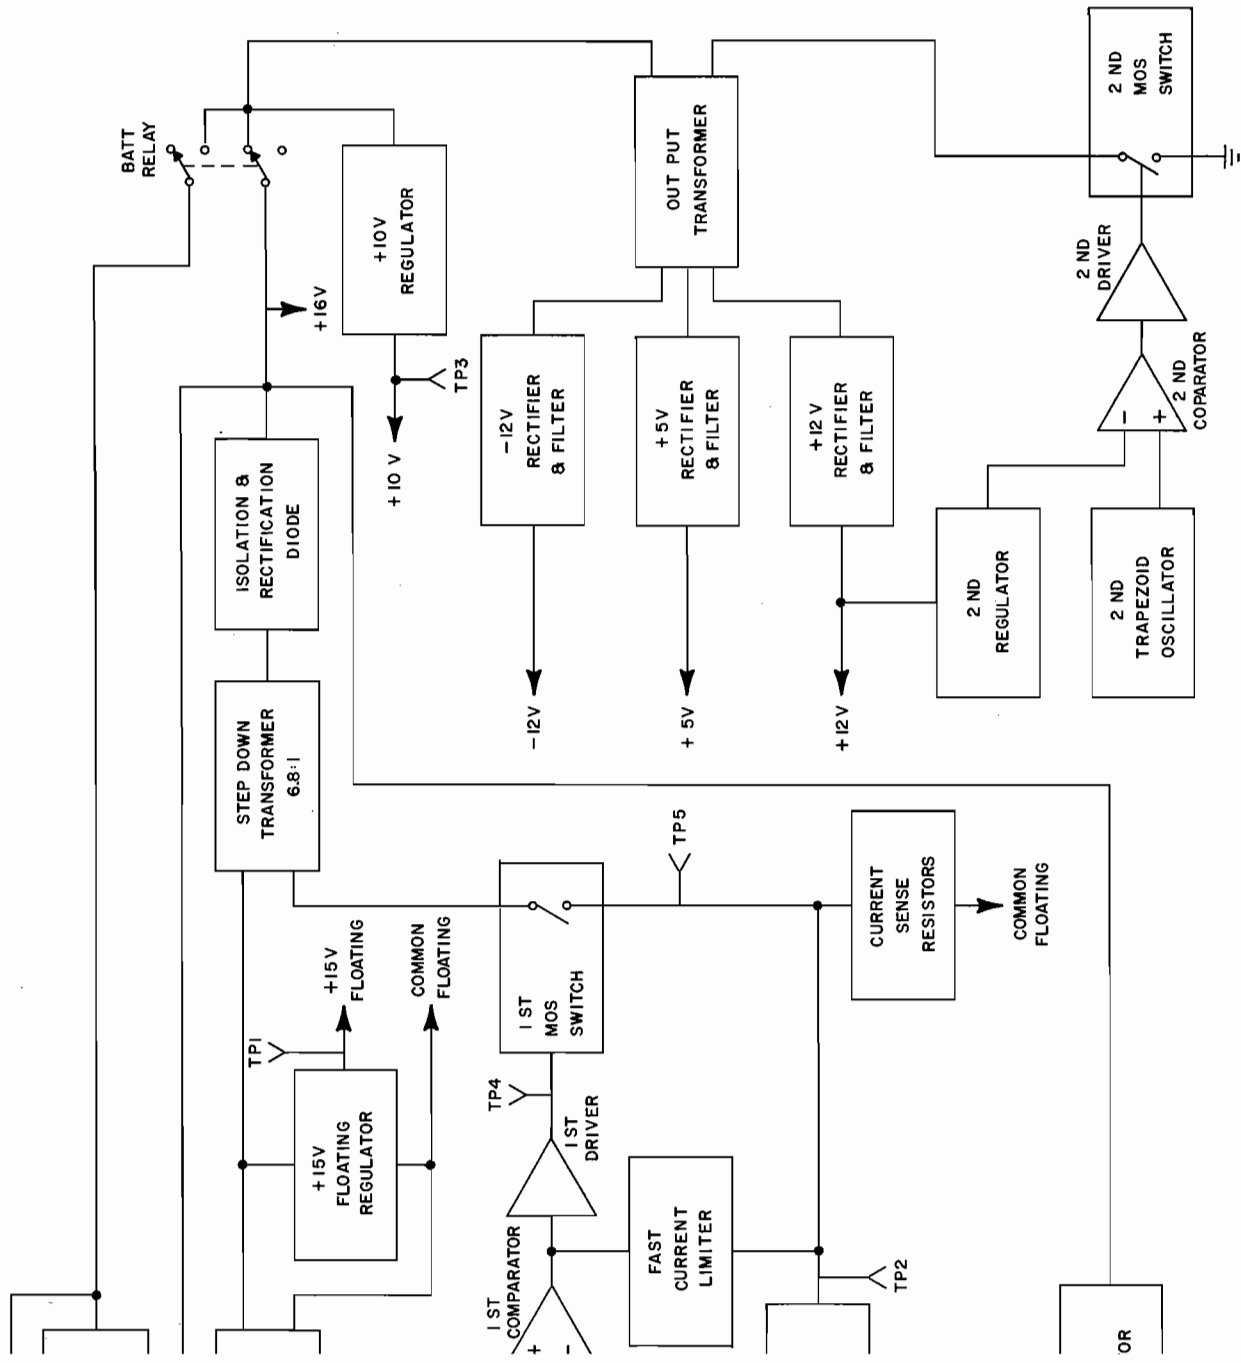 BATT
RELAY
+16V
+10V
REGULATOR
TP3
+10 V
OUT PUT
TRANSFORMER
2 ND
MOS
SWITCH
2 ND
DRIVER
2 ND
COPARATOR
-
+
-12V
RECTIFIER
& FILTER
+5V
RECTIFIER
& FILTER
+12V
RECTIFIER
& FILTER
ISOLATION &
RECTIFICATION
DIODE
2 ND
REGULATOR
2 ND
TRAPEZOID
OSCILLATOR
-12V
+ 5V
+12V
STEP DOWN
TRANSFORMER
6.8:1
TP5
CURRENT
SENSE
RESISTORS
COMMON
FLOATING
+15V
FLOATING
COMMON
FLOATING
TP1
+15V
FLOATING
REGULATOR
1 ST
MOS
SWITCH
TP4
1 ST
DRIVER
1 ST
COMPARATOR
+
-
FAST
CURRENT
LIMITER
TP2
OR